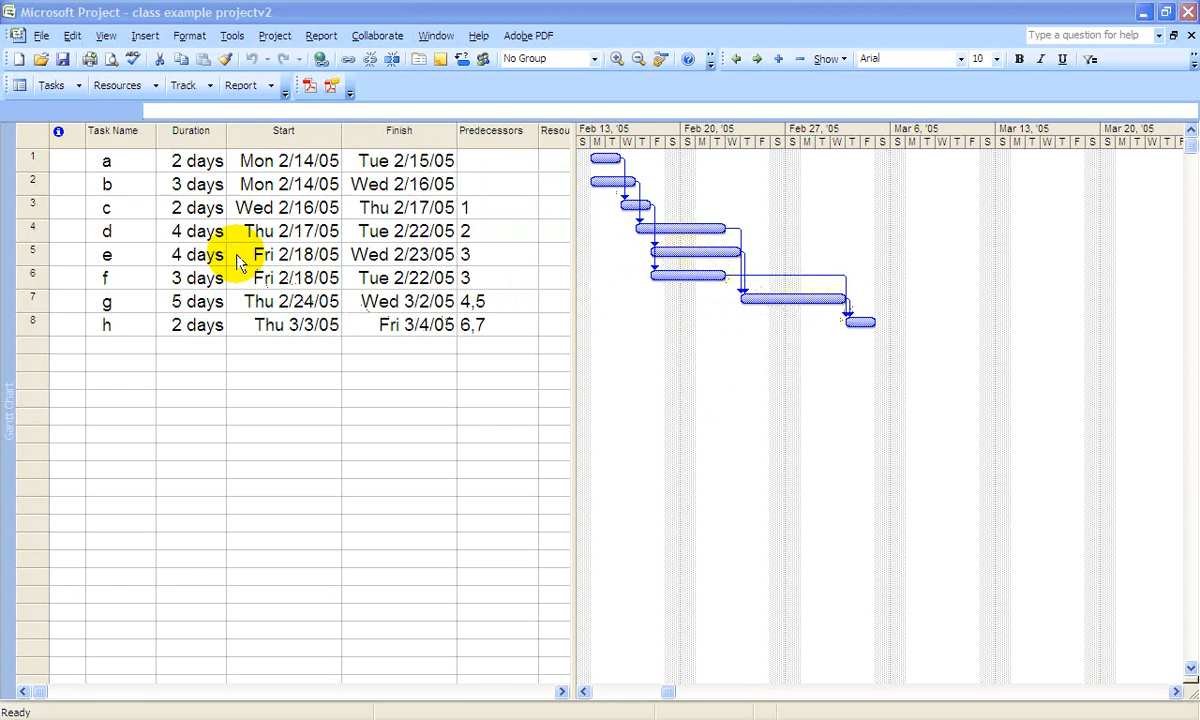 Microsoft Project - class example projectv2
File Edit View Insert Format Tools Project Report Collaborate Window Help Adobe PDF Type a question for help
No Group Show Arial 10 B I U
Tasks Resources Track Report
Task Name Duration Start Finish Predecessors Resou
Feb 13, '05 Feb 20, '05 Feb 27, '05 Mar 6, '05 Mar 13, '05 Mar 20, '05
S M T W T F S S M T W T F S S M T W T F S S M T W T F S S M T W T F S S M T W T F
1 a 2 days Mon 2/14/05 Tue 2/15/05
2 b 3 days Mon 2/14/05 Wed 2/16/05
3 c 2 days Wed 2/16/05 Thu 2/17/05 1
4 d 4 days Thu 2/17/05 Tue 2/22/05 2
5 e 4 days Fri 2/18/05 Wed 2/23/05 3
6 f 3 days Fri 2/18/05 Tue 2/22/05 3
7 g 5 days Thu 2/24/05 Wed 3/2/05 4,5
8 h 2 days Thu 3/3/05 Fri 3/4/05 6,7
Gantt Chart
Ready